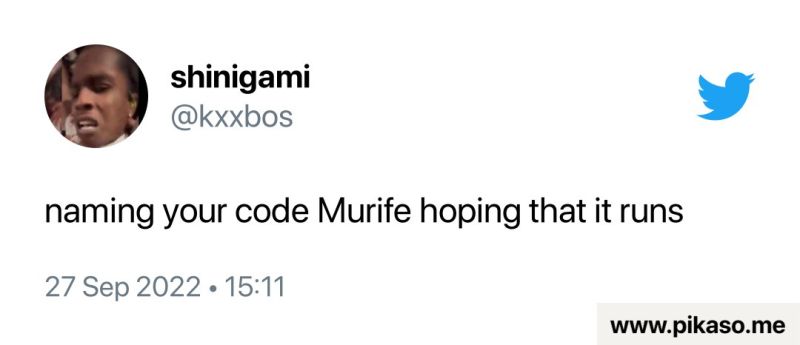 shinigami
@kxxbos
naming your code Murife hoping that it runs
27 Sep 2022 • 15:11
www.pikaso.me